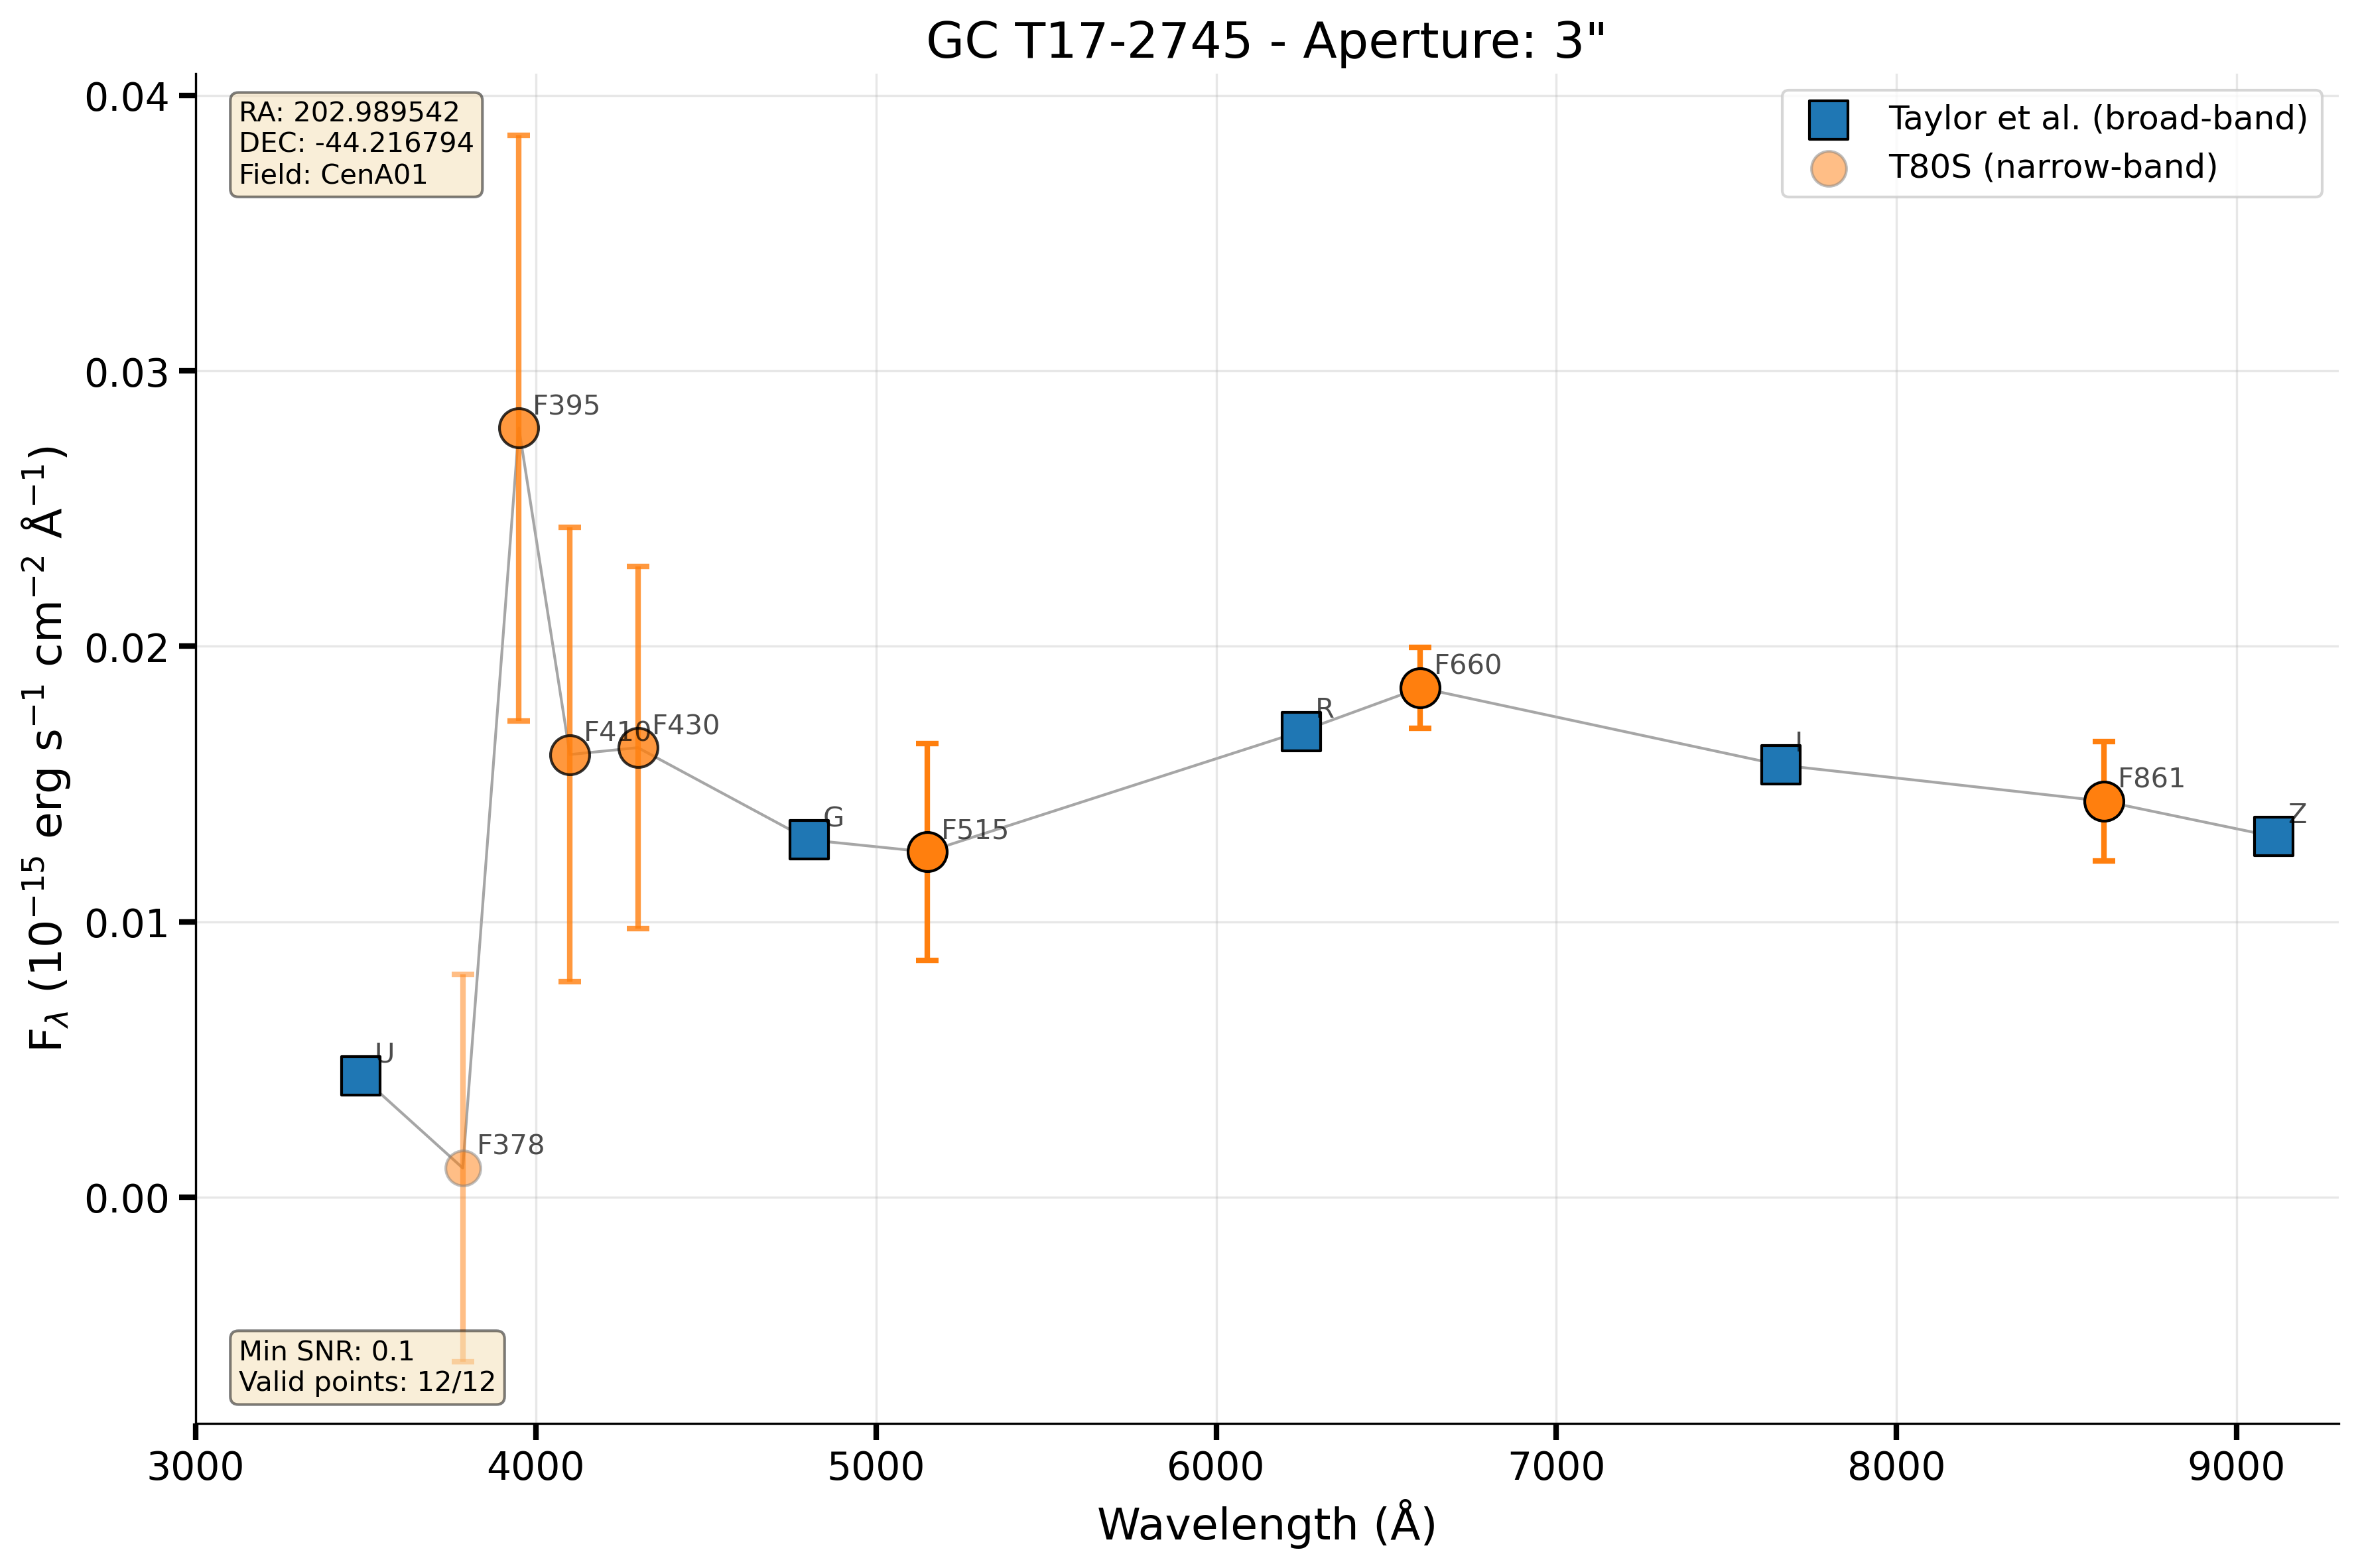 GC T17-2745 - Aperture: 3"
RA: 202.989542
DEC: -44.216794
Field: CenA01
Taylor et al. (broad-band)
T80S (narrow-band)
0.04
0.03
0.02
0.01
0.00
F$_{λ}$ (10$^{−15}$ erg s$^{−1}$ cm$^{−2}$ Å$^{−1}$)
F395
F410
F430
F660
R
I
F861
G
F515
Z
U
F378
Min SNR: 0.1
Valid points: 12/12
3000 4000 5000 6000 7000 8000 9000
Wavelength (Å)